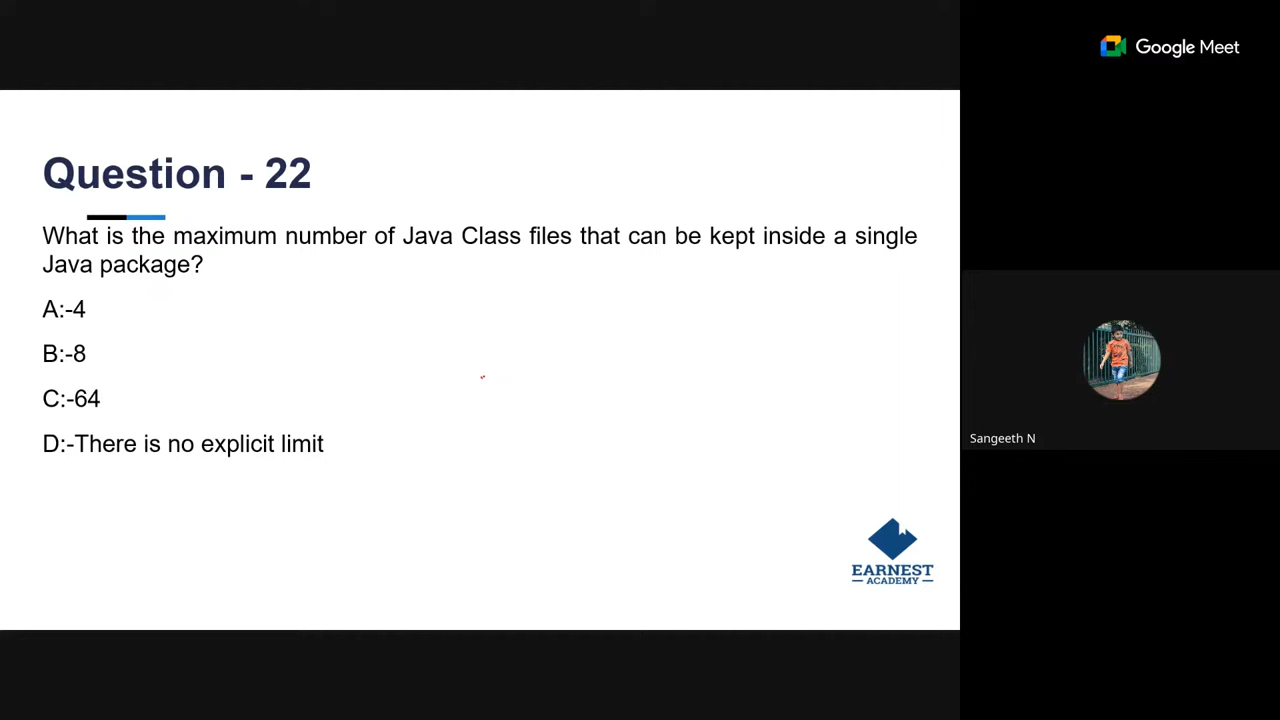 Google Meet
Question - 22
What is the maximum number of Java Class files that can be kept inside a single
Java package?
A:-4
B:-8
C:-64
D:-There is no explicit limit
EARNEST
ACADEMY
Sangeeth N